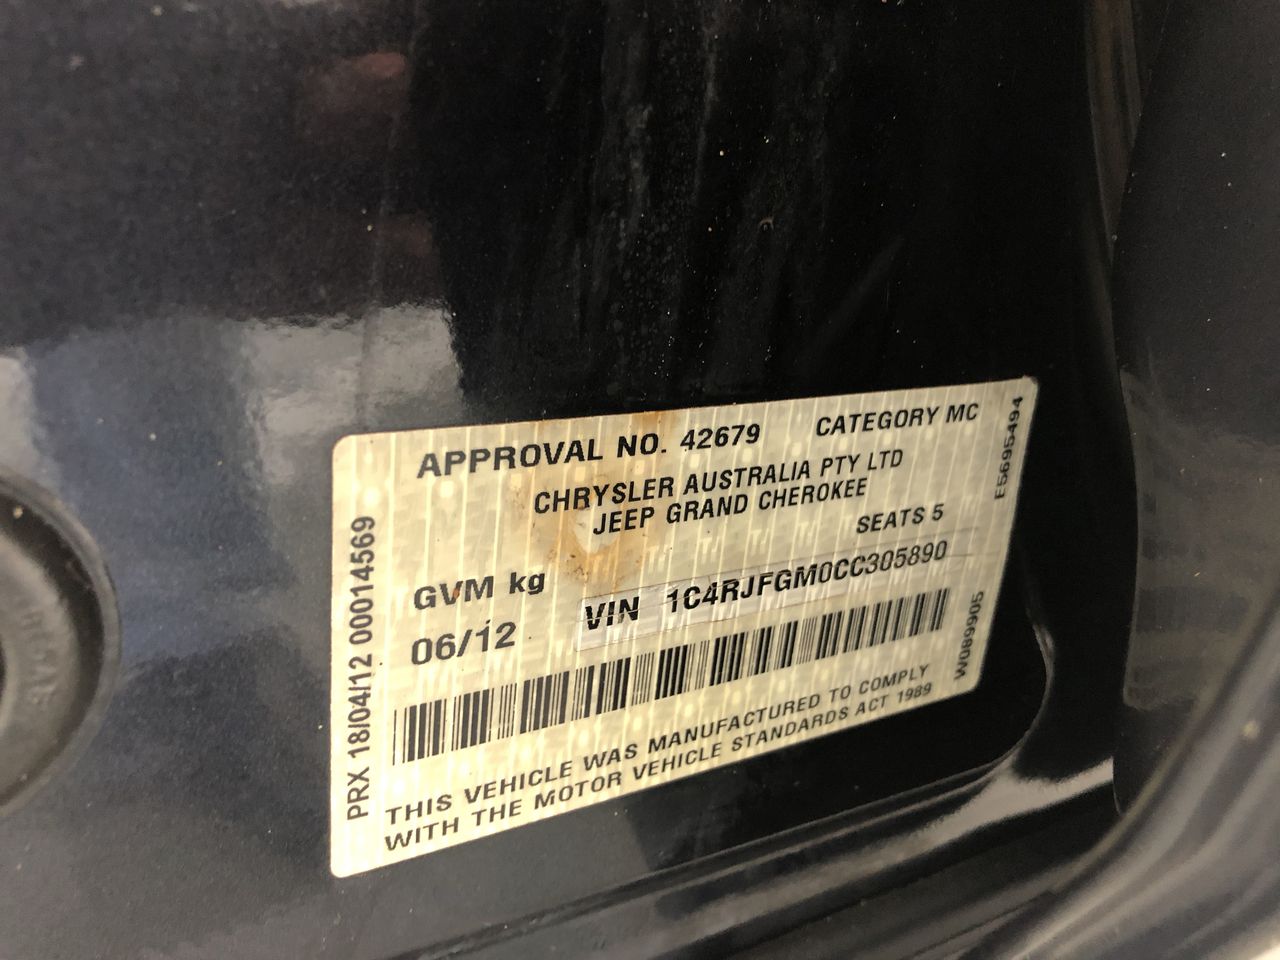 APPROVAL NO. 42679 CATEGORY MC
CHRYSLER AUSTRALIA PTY LTD
JEEP GRAND CHEROKEE
SEATS 5
GVM kg
VIN 1C4RJFGM0CC305890
06/12
THIS VEHICLE WAS MANUFACTURED TO COMPLY
WITH THE MOTOR VEHICLE STANDARDS ACT 1989
PRX 18/04/12 00014569
E5695494
W089905